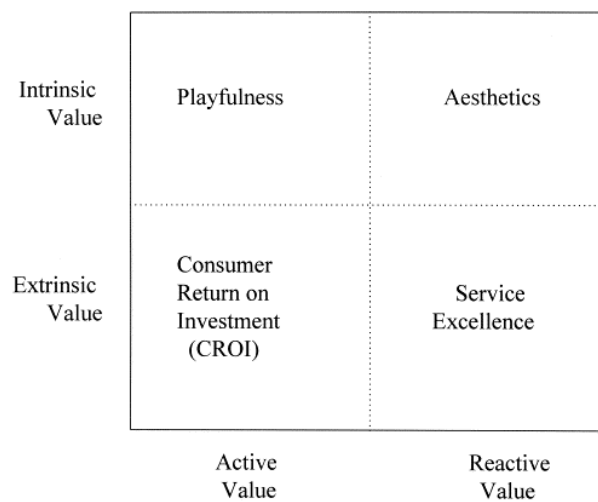 Intrinsic
Value
Playfulness
Aesthetics
Extrinsic
Value
Consumer
Return on
Investment
(CROI)
Service
Excellence
Active
Value
Reactive
Value